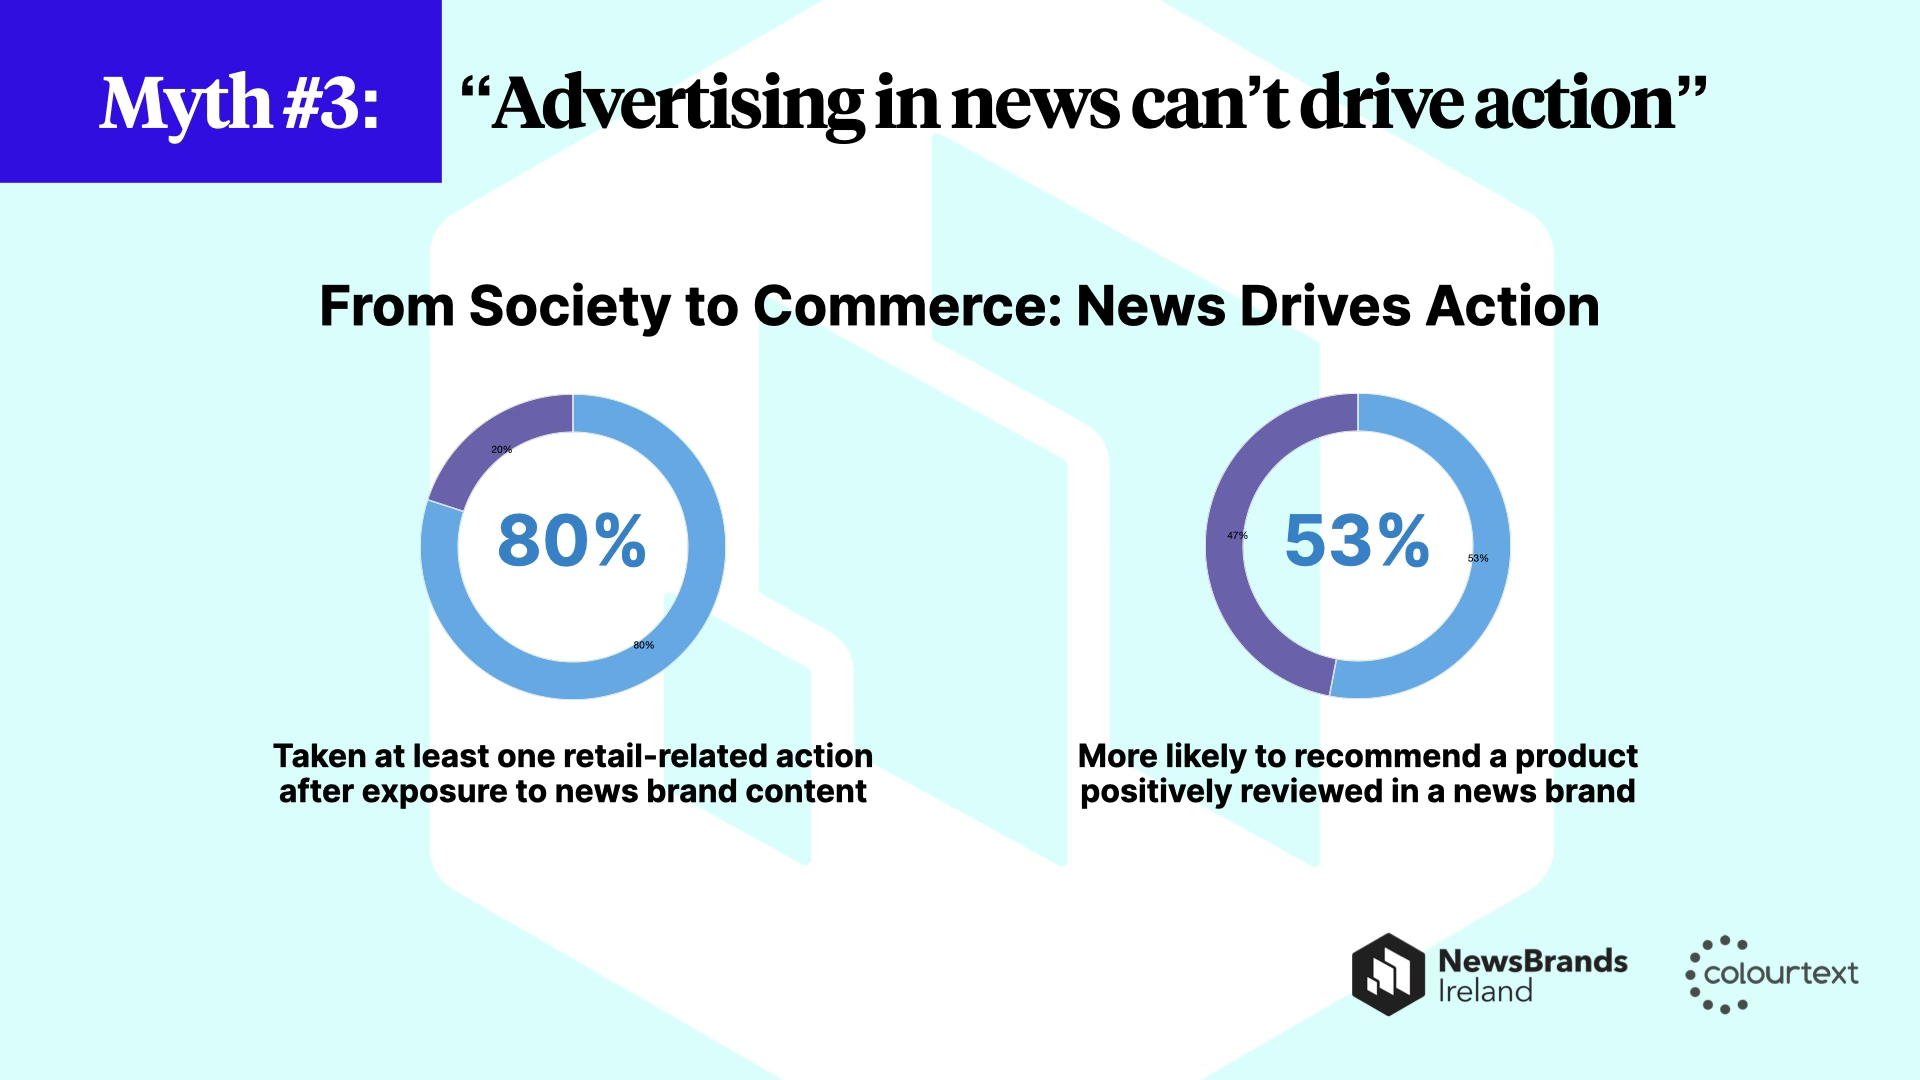 Myth #3:
“Advertising in news can’t drive action”
From Society to Commerce: News Drives Action
20%
80%
80%
Taken at least one retail-related action
after exposure to news brand content
47%
53%
53%
More likely to recommend a product
positively reviewed in a news brand
NewsBrands
Ireland
colourtext